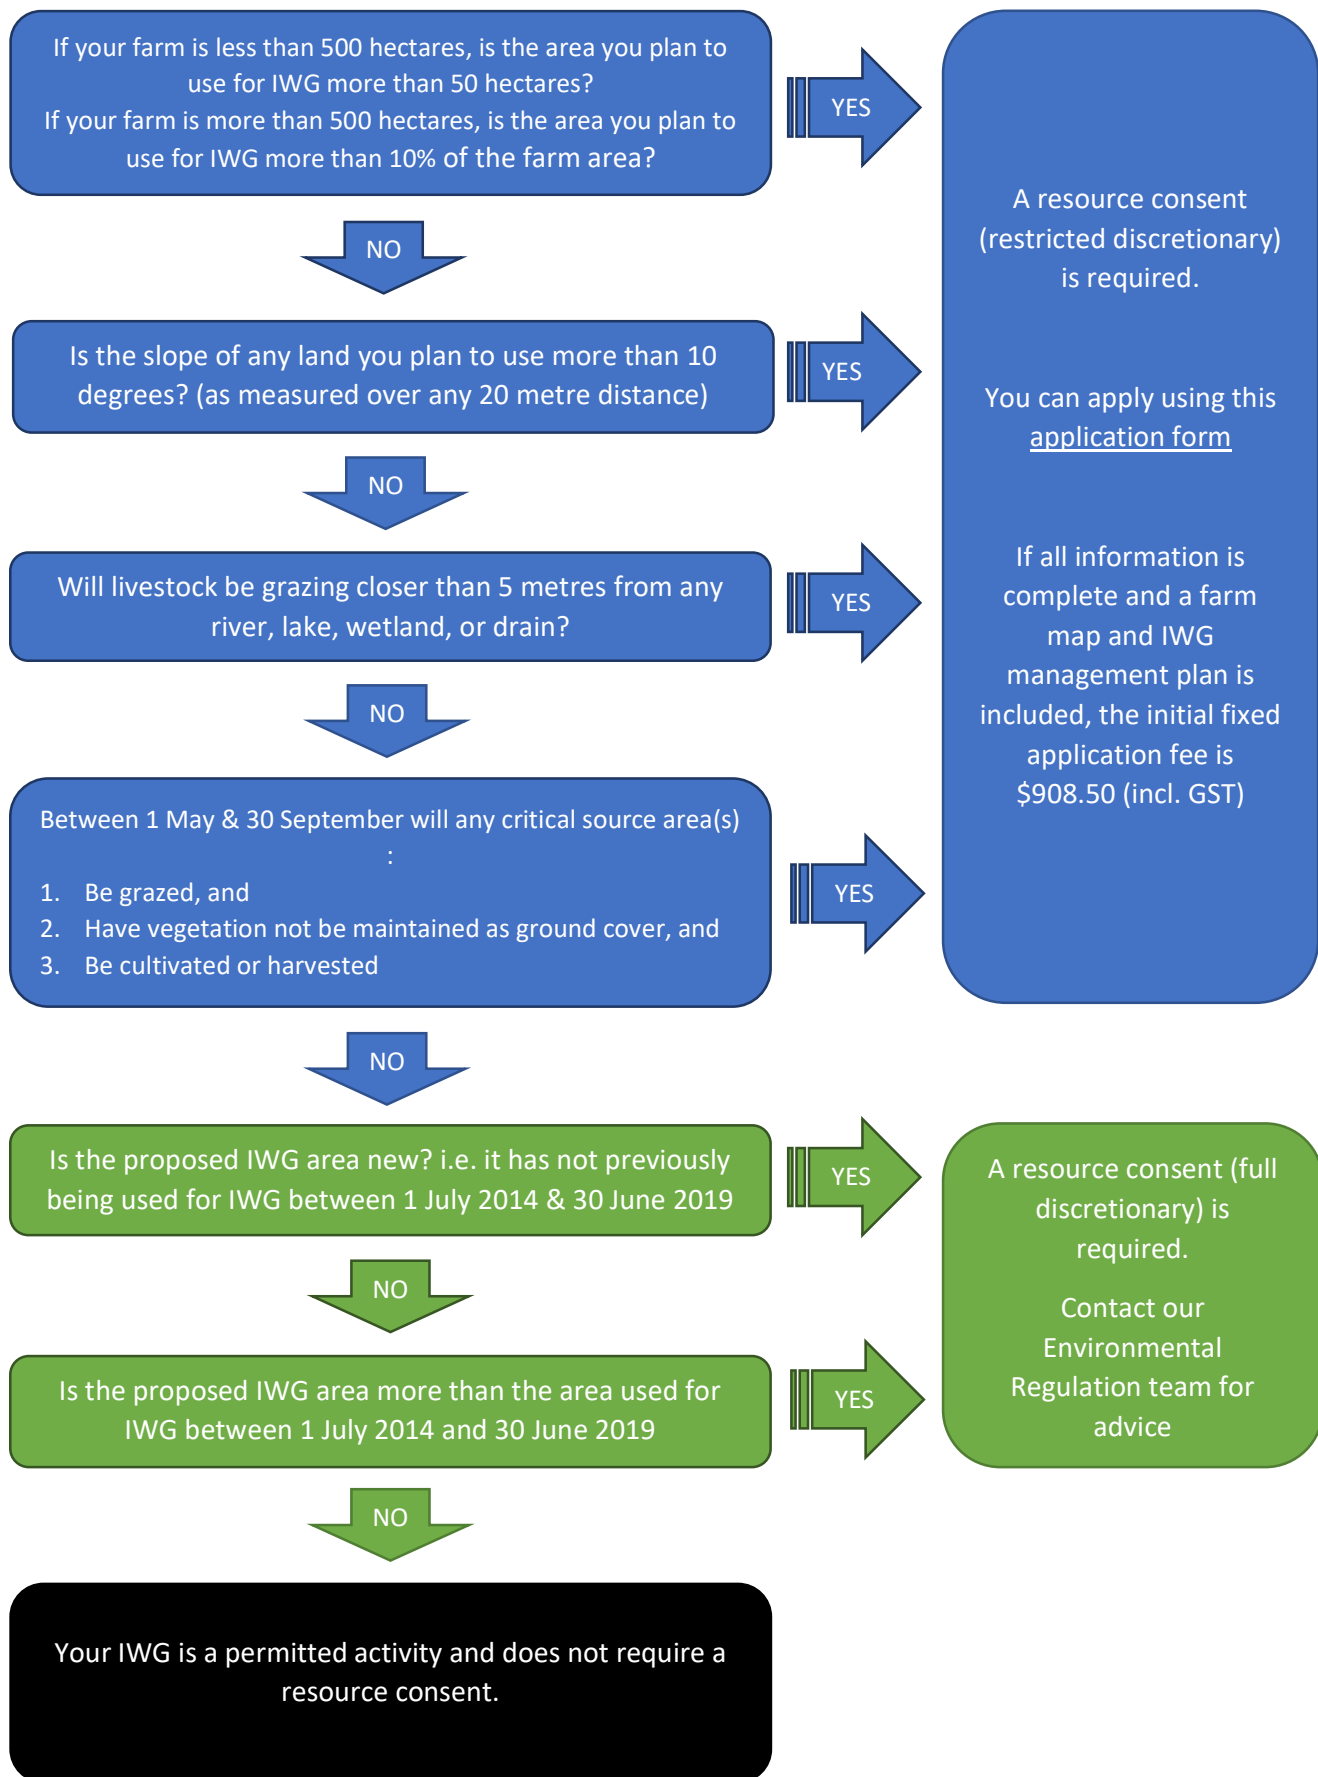 If your farm is less than 500 hectares, is the area you plan to
use for IWG more than 50 hectares?
If your farm is more than 500 hectares, is the area you plan to
use for IWG more than 10% of the farm area?
YES
NO
Is the slope of any land you plan to use more than 10
degrees? (as measured over any 20 metre distance)
YES
NO
Will livestock be grazing closer than 5 metres from any
river, lake, wetland, or drain?
YES
NO
Between 1 May & 30 September will any critical source area(s)
:
1. Be grazed, and
2. Have vegetation not be maintained as ground cover, and
3. Be cultivated or harvested
YES
NO
A resource consent
(restricted discretionary)
is required.
You can apply using this
application form
If all information is
complete and a farm
map and IWG
management plan is
included, the initial fixed
application fee is
$908.50 (incl. GST)
Is the proposed IWG area new? i.e. it has not previously
being used for IWG between 1 July 2014 & 30 June 2019
YES
NO
Is the proposed IWG area more than the area used for
IWG between 1 July 2014 and 30 June 2019
YES
NO
A resource consent (full
discretionary) is
required.
Contact our
Environmental
Regulation team for
advice
Your IWG is a permitted activity and does not require a
resource consent.